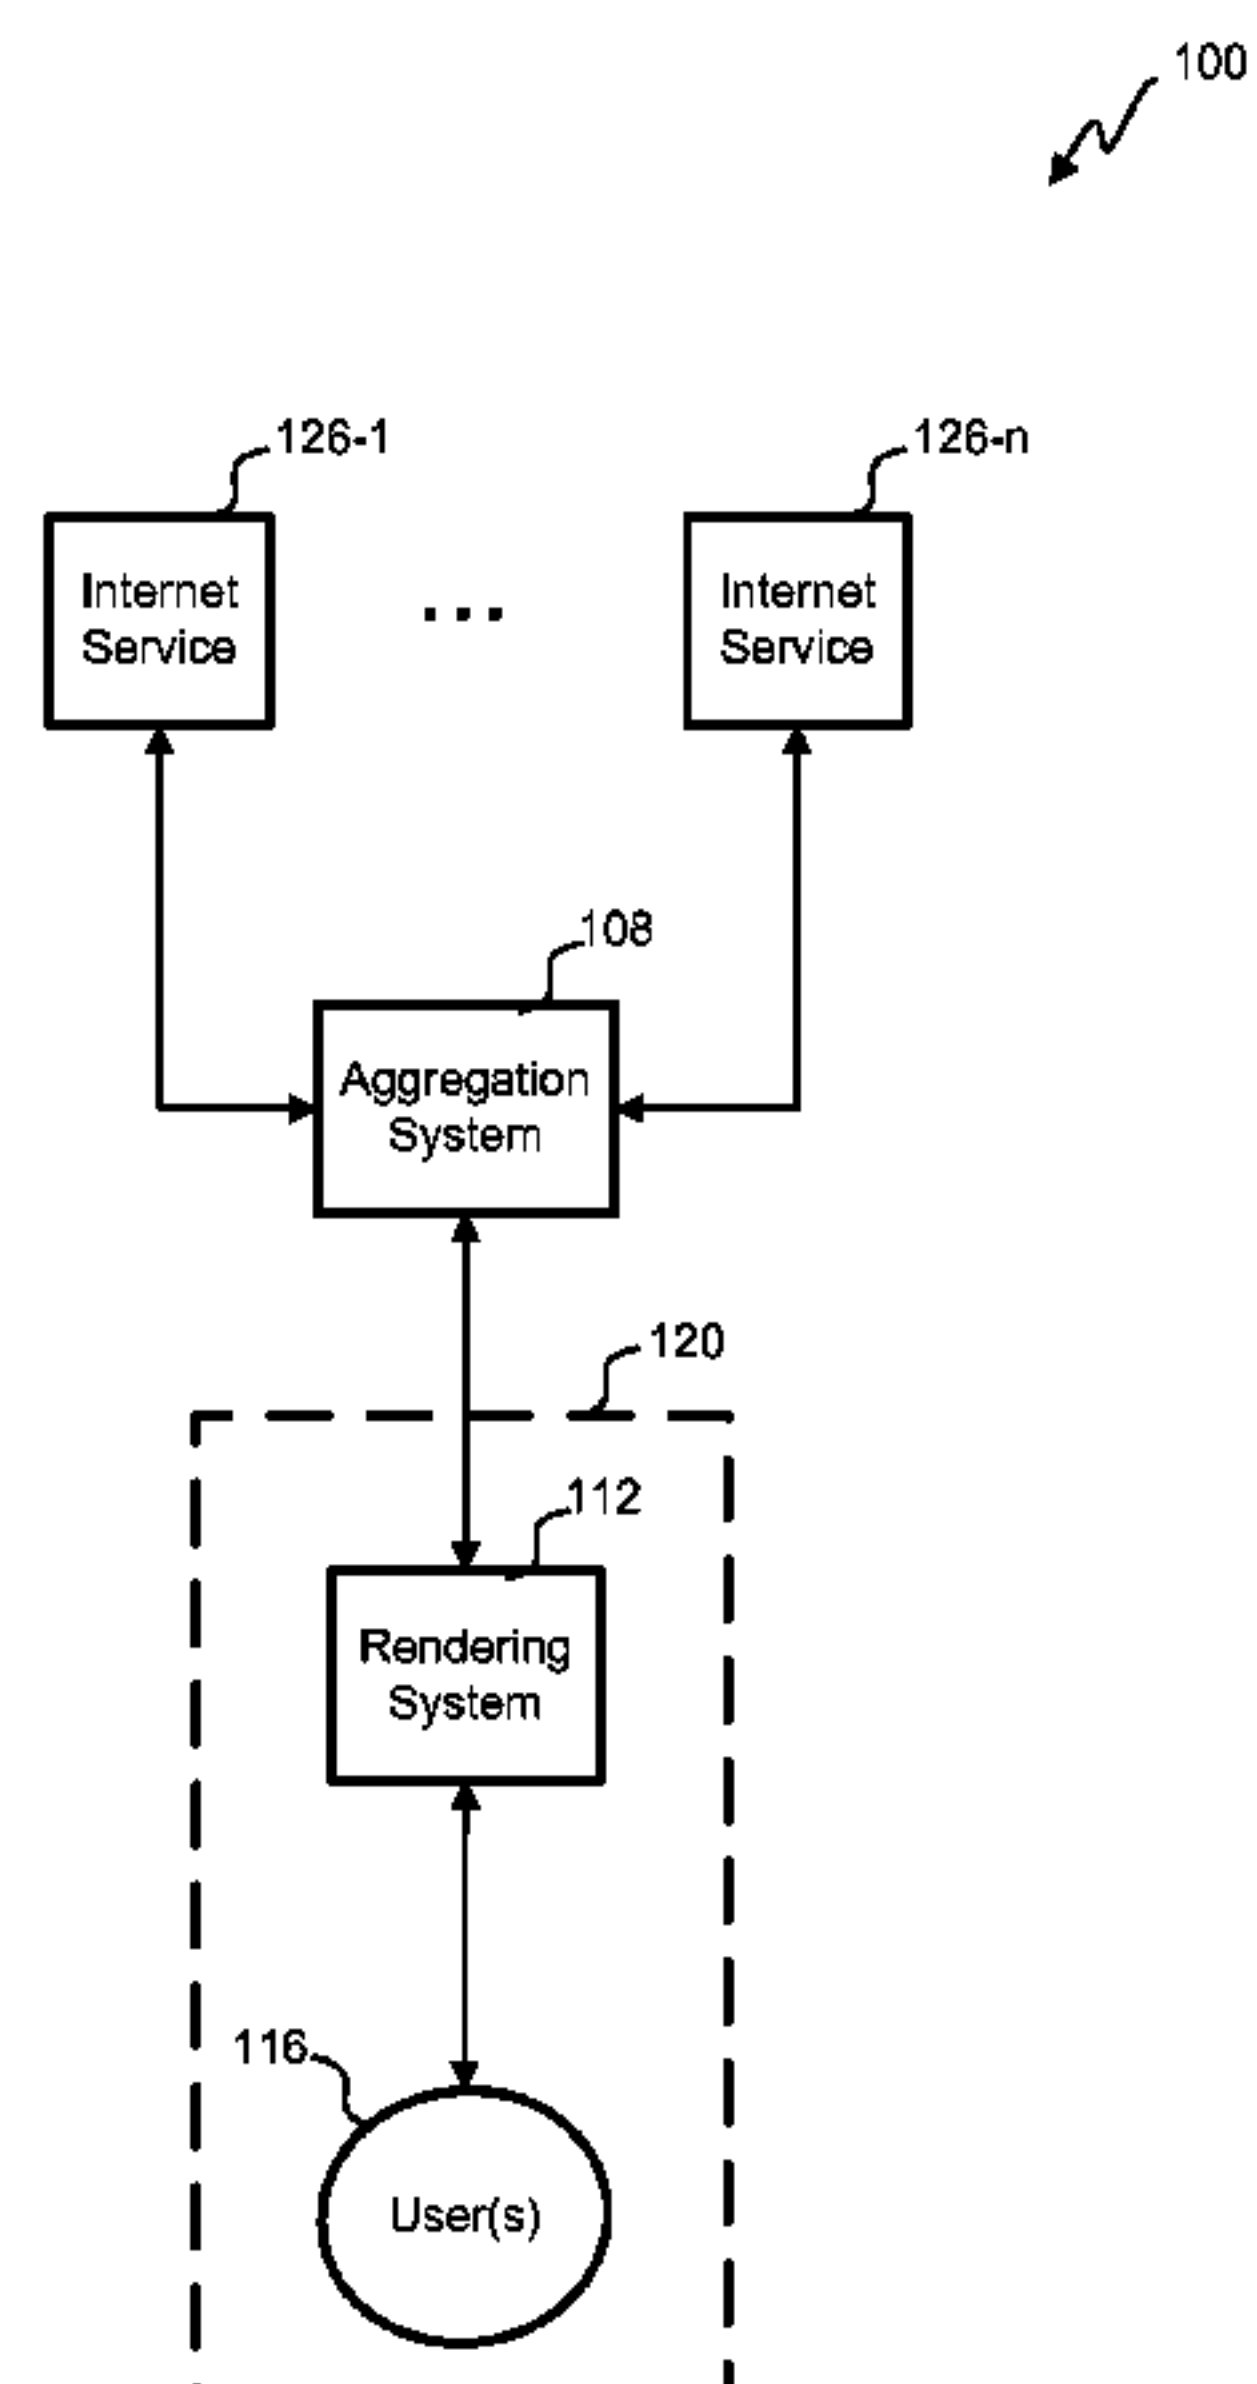 100
126-1
126-n
Internet
Service
...
Internet
Service
108
Aggregation
System
120
112
Rendering
System
116
User(s)